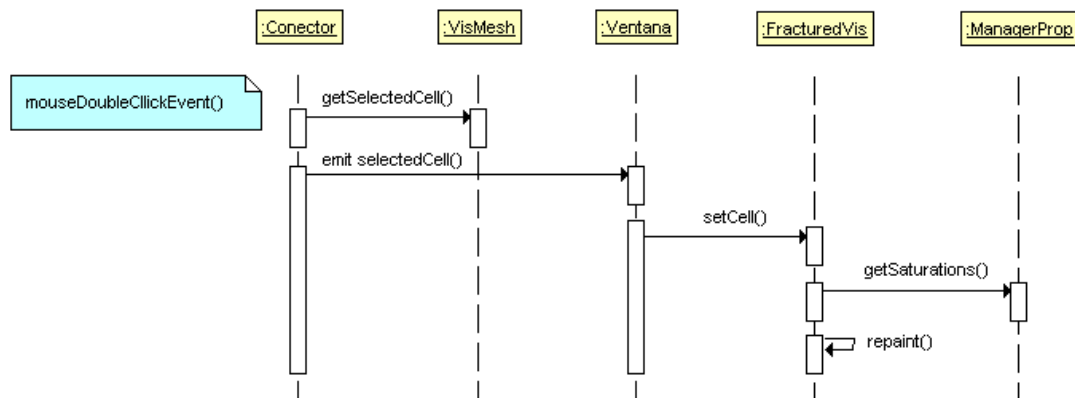 :Conector
:VisMesh
:Ventana
:FracturedVis
:ManagerProp
mouseDoubleCllickEvent()
getSelectedCell()
emit selectedCell()
setCell()
getSaturations()
repaint()